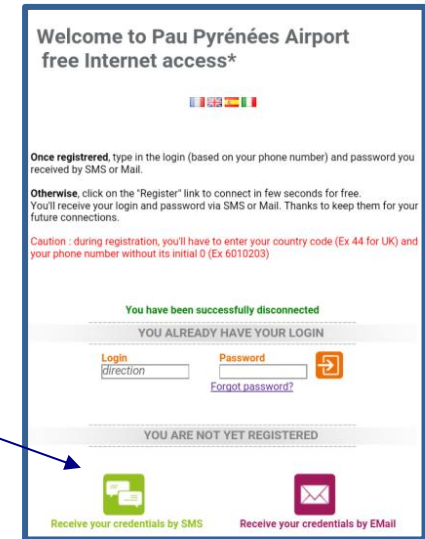 Welcome to Pau Pyrénées Airport
free Internet access*
Once registrered, type in the login (based on your phone number) and password you
received by SMS or Mail.
Otherwise, click on the "Register" link to connect in few seconds for free.
You'll receive your login and password via SMS or Mail. Thanks to keep them for your
future connections.
Caution : during registration, you'll have to enter your country code (Ex 44 for UK) and
your phone number without its initial 0 (Ex 6010203)
You have been successfully disconnected
YOU ALREADY HAVE YOUR LOGIN
Login Password
direction
Forgot password?
YOU ARE NOT YET REGISTERED
Receive your credentials by SMS Receive your credentials by EMail